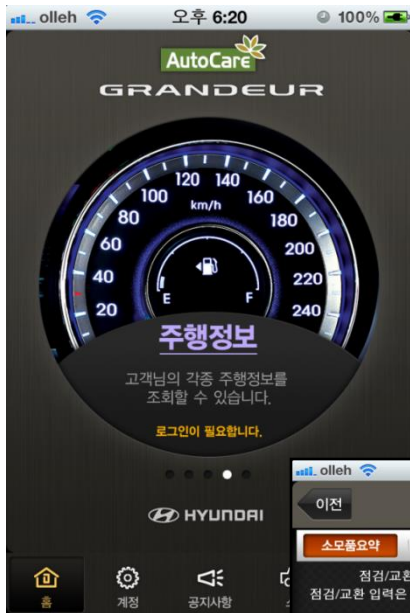 olleh 오후 6:20 100%
AutoCare
GRANDEUR
120 140
100 160
km/h
80 180
60 200
40 220
20 240
E F
주행정보
고객님의 각종 주행정보를
조회할 수 있습니다.
로그인이 필요합니다.
HYUNDAI
홈 계정 공지사항
olleh
이전
소모품요약
점검/교환
점검/교환 입력은